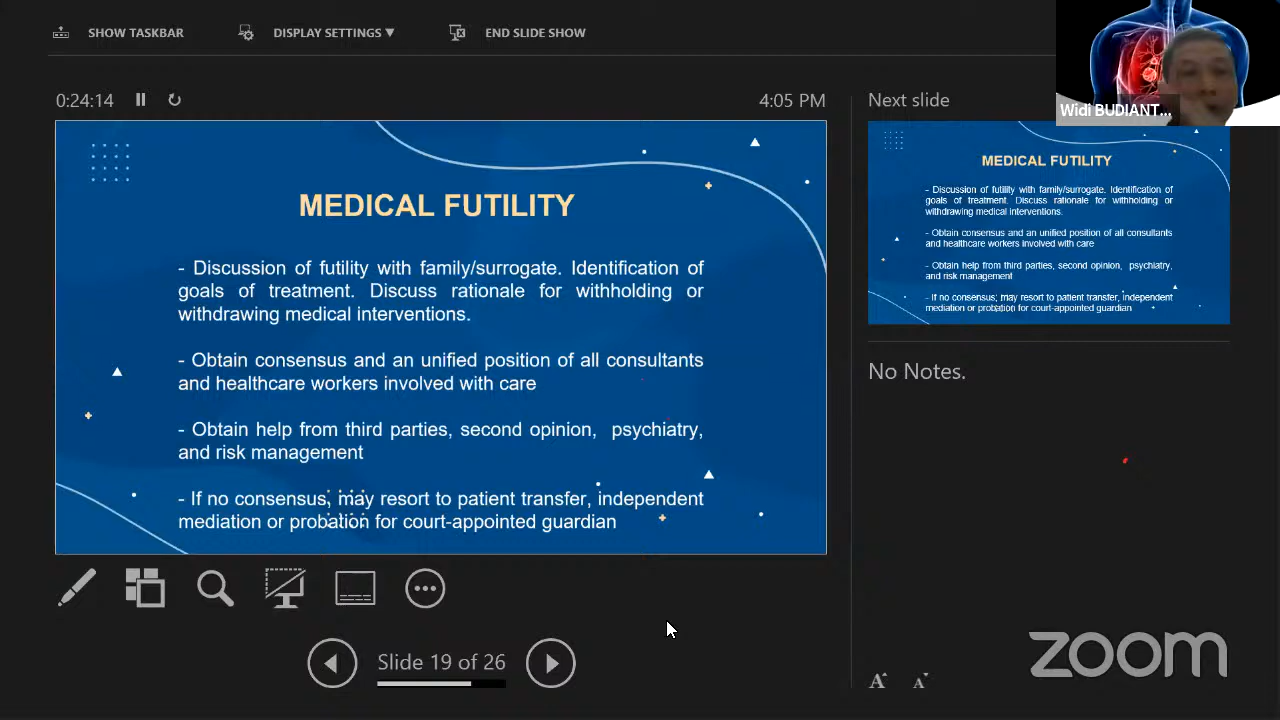 SHOW TASKBAR
DISPLAY SETTINGS ▼
END SLIDE SHOW
Widi BUDIANT...
0:24:14
4:05 PM
Next slide
MEDICAL FUTILITY
- Discussion of futility with family/surrogate. Identification of
goals of treatment. Discuss rationale for withholding or
withdrawing medical interventions.
- Obtain consensus and an unified position of all consultants
and healthcare workers involved with care
- Obtain help from third parties, second opinion, psychiatry,
and risk management
- If no consensus, may resort to patient transfer, independent
mediation or probation for court-appointed guardian
MEDICAL FUTILITY
- Discussion of futility with family/surrogate. Identification of
goals of treatment. Discuss rationale for withholding or
withdrawing medical interventions.
- Obtain consensus and an unified position of all consultants
and healthcare workers involved with care
- Obtain help from third parties, second opinion, psychiatry,
and risk management
- If no consensus, may resort to patient transfer, independent
mediation or probation for court-appointed guardian
No Notes.
Slide 19 of 26
A A
zoom